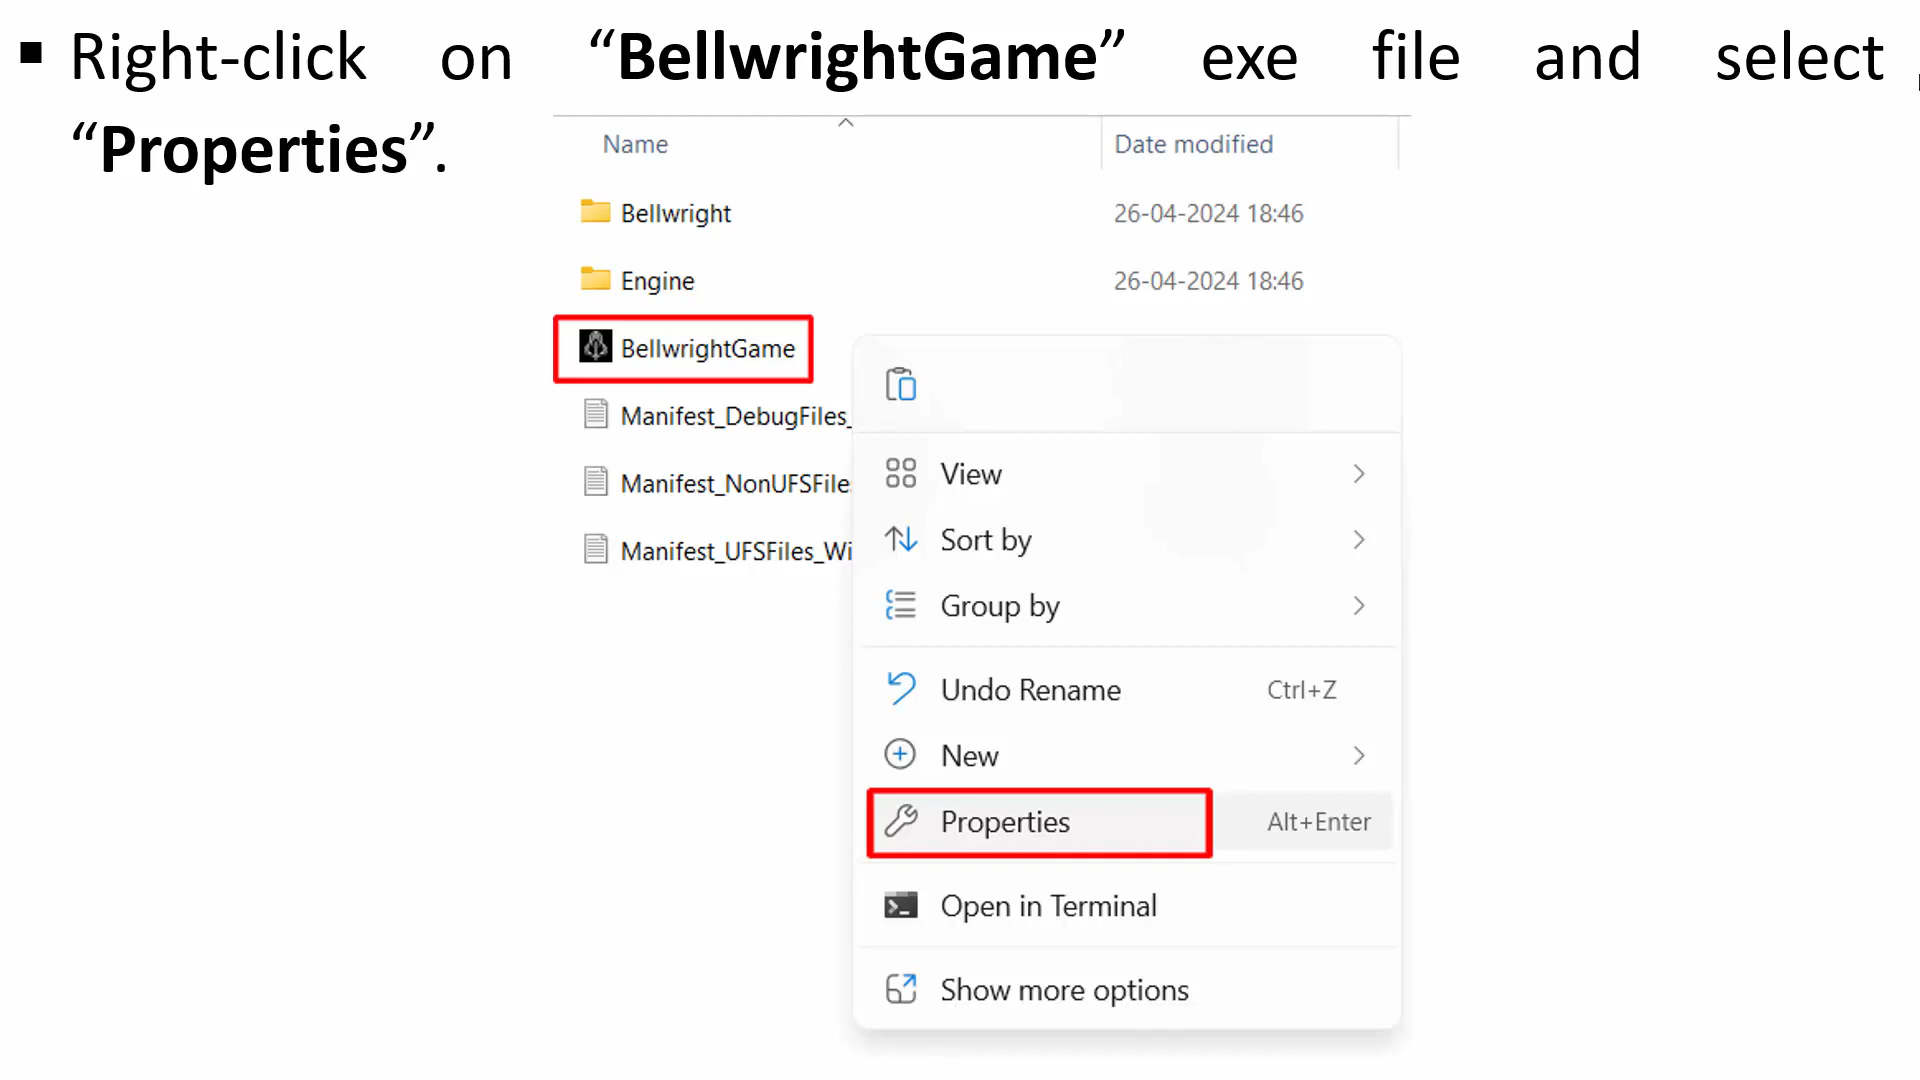 ▪ Right-click on “BellwrightGame” exe file and select
“Properties”.
Name Date modified
Bellwright 26-04-2024 18:46
Engine 26-04-2024 18:46
BellwrightGame
Manifest_DebugFiles_
Manifest_NonUFSFile
Manifest_UFSFiles_Wi
View
Sort by
Group by
Undo Rename Ctrl+Z
New
Properties Alt+Enter
Open in Terminal
Show more options